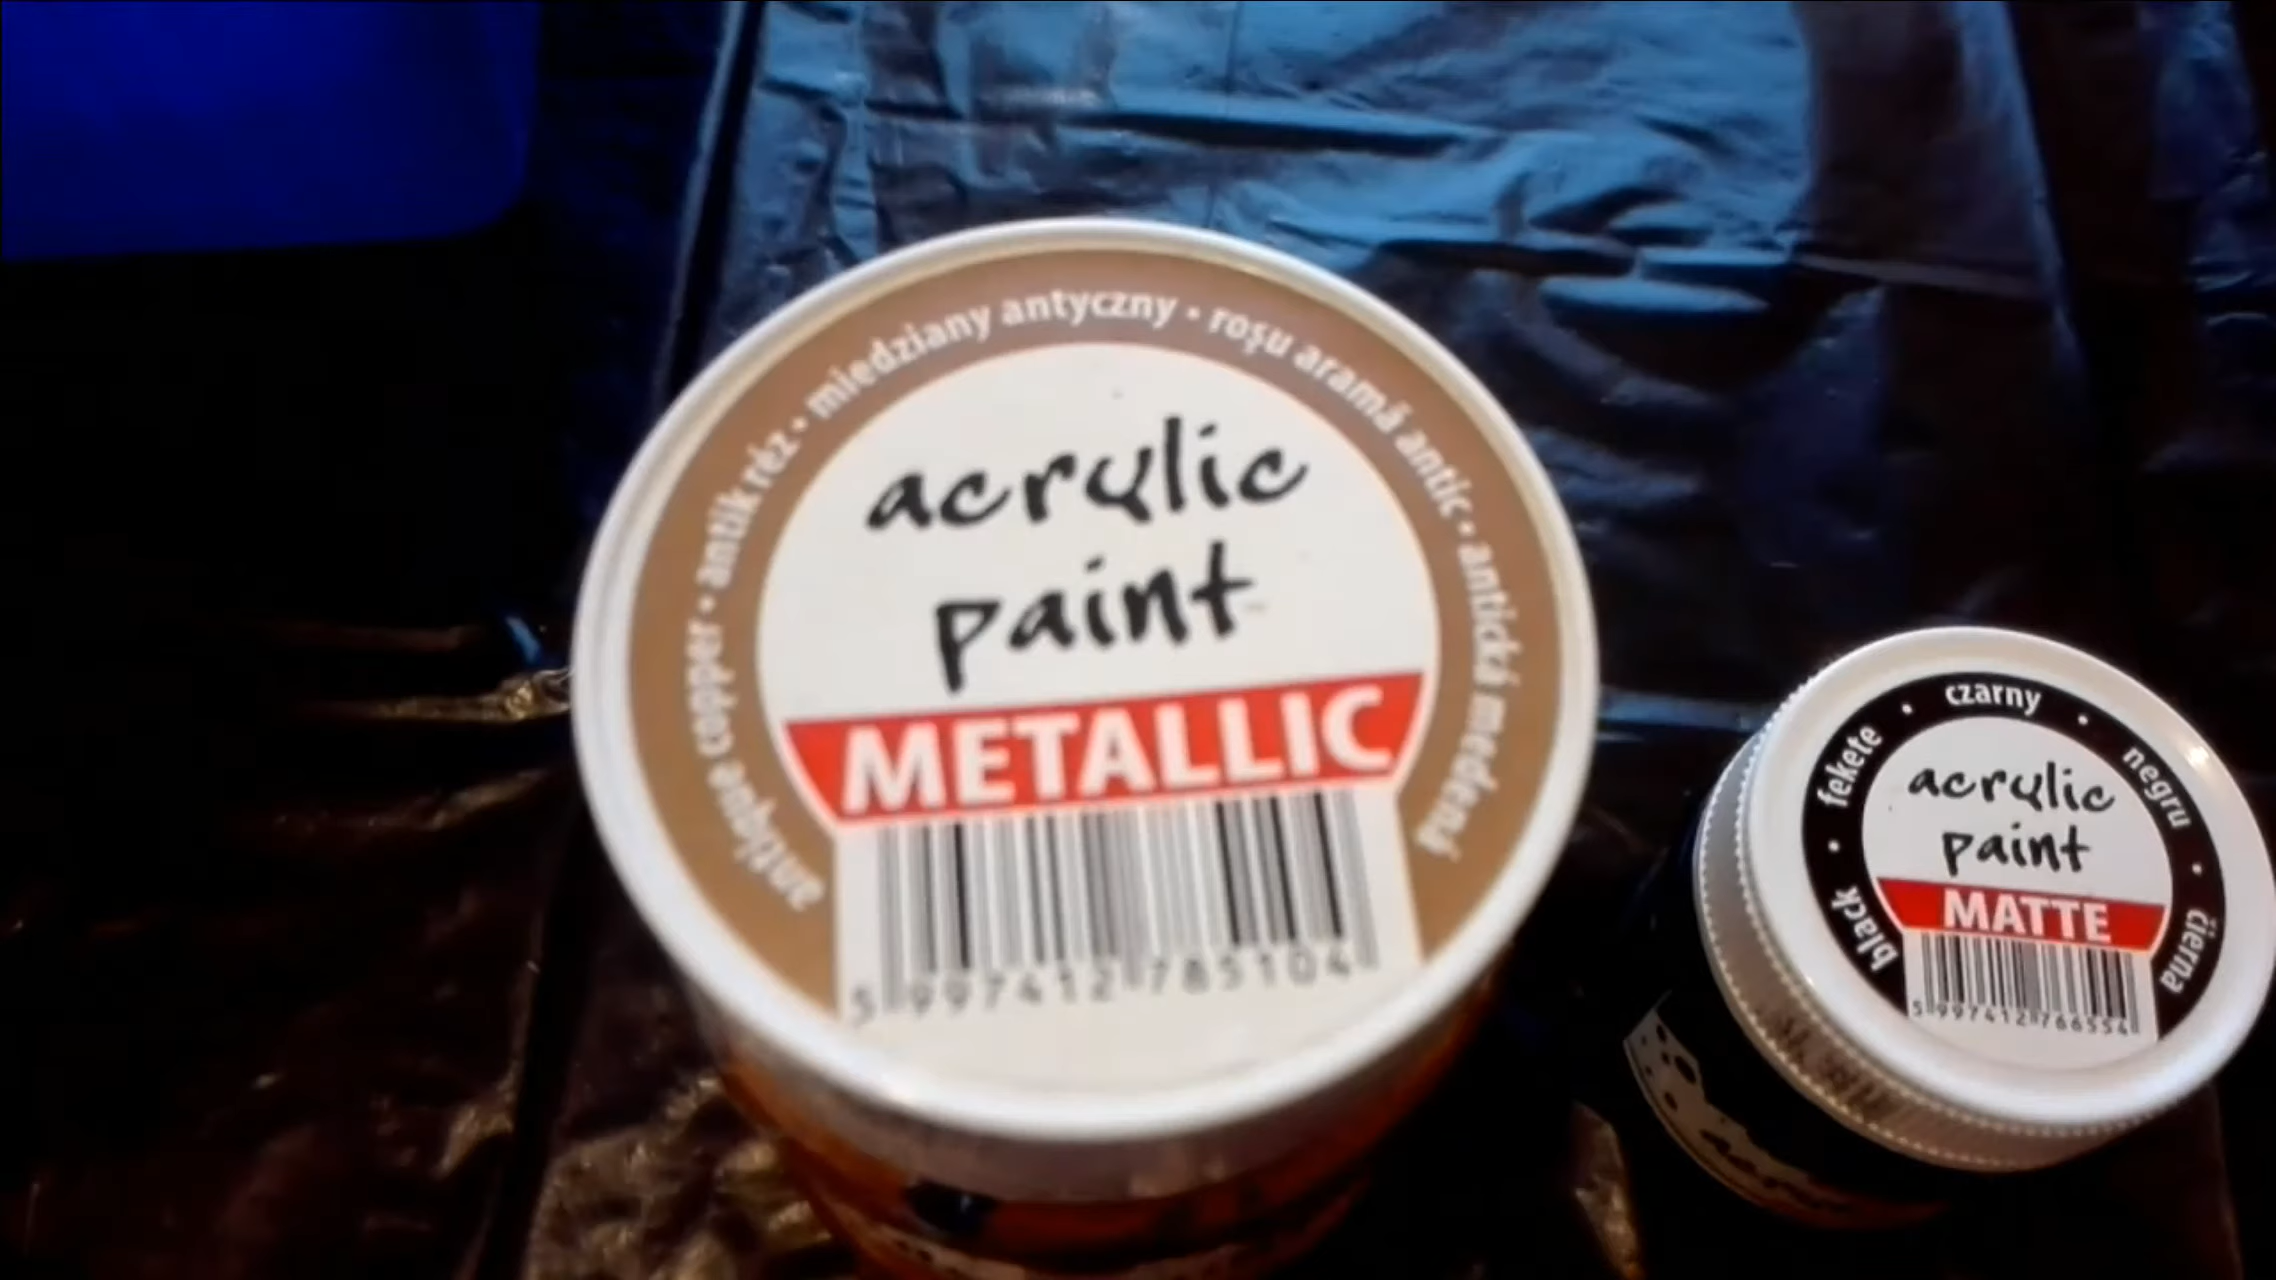 antique copper • antik réz • miedziany antyczny • roşu aramă antic • antická medená
acrylic
paint
METALLIC
5 997412 785104
black • fekete • czarny • negru • čierna
acrylic
paint
MATTE
5 997412 766554